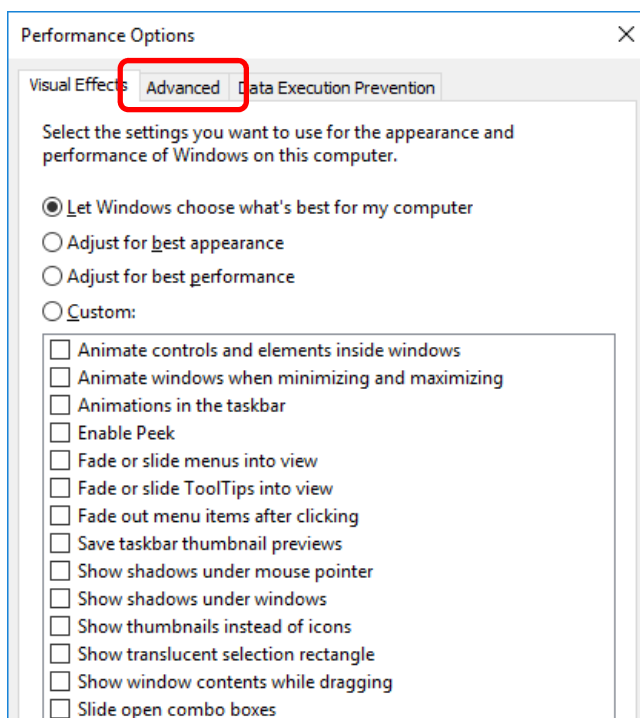 Performance Options
Visual Effects Advanced Data Execution Prevention
Select the settings you want to use for the appearance and
performance of Windows on this computer.
Let Windows choose what's best for my computer
Adjust for best appearance
Adjust for best performance
Custom:
Animate controls and elements inside windows
Animate windows when minimizing and maximizing
Animations in the taskbar
Enable Peek
Fade or slide menus into view
Fade or slide ToolTips into view
Fade out menu items after clicking
Save taskbar thumbnail previews
Show shadows under mouse pointer
Show shadows under windows
Show thumbnails instead of icons
Show translucent selection rectangle
Show window contents while dragging
Slide open combo boxes